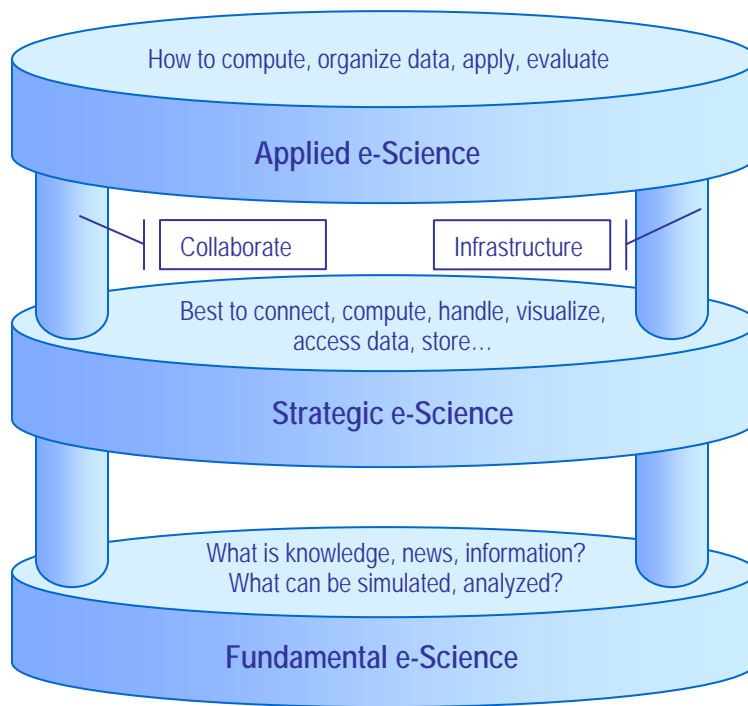 How to compute, organize data, apply, evaluate
Applied e-Science
Collaborate
Infrastructure
Best to connect, compute, handle, visualize,
access data, store…
Strategic e-Science
What is knowledge, news, information?
What can be simulated, analyzed?
Fundamental e-Science